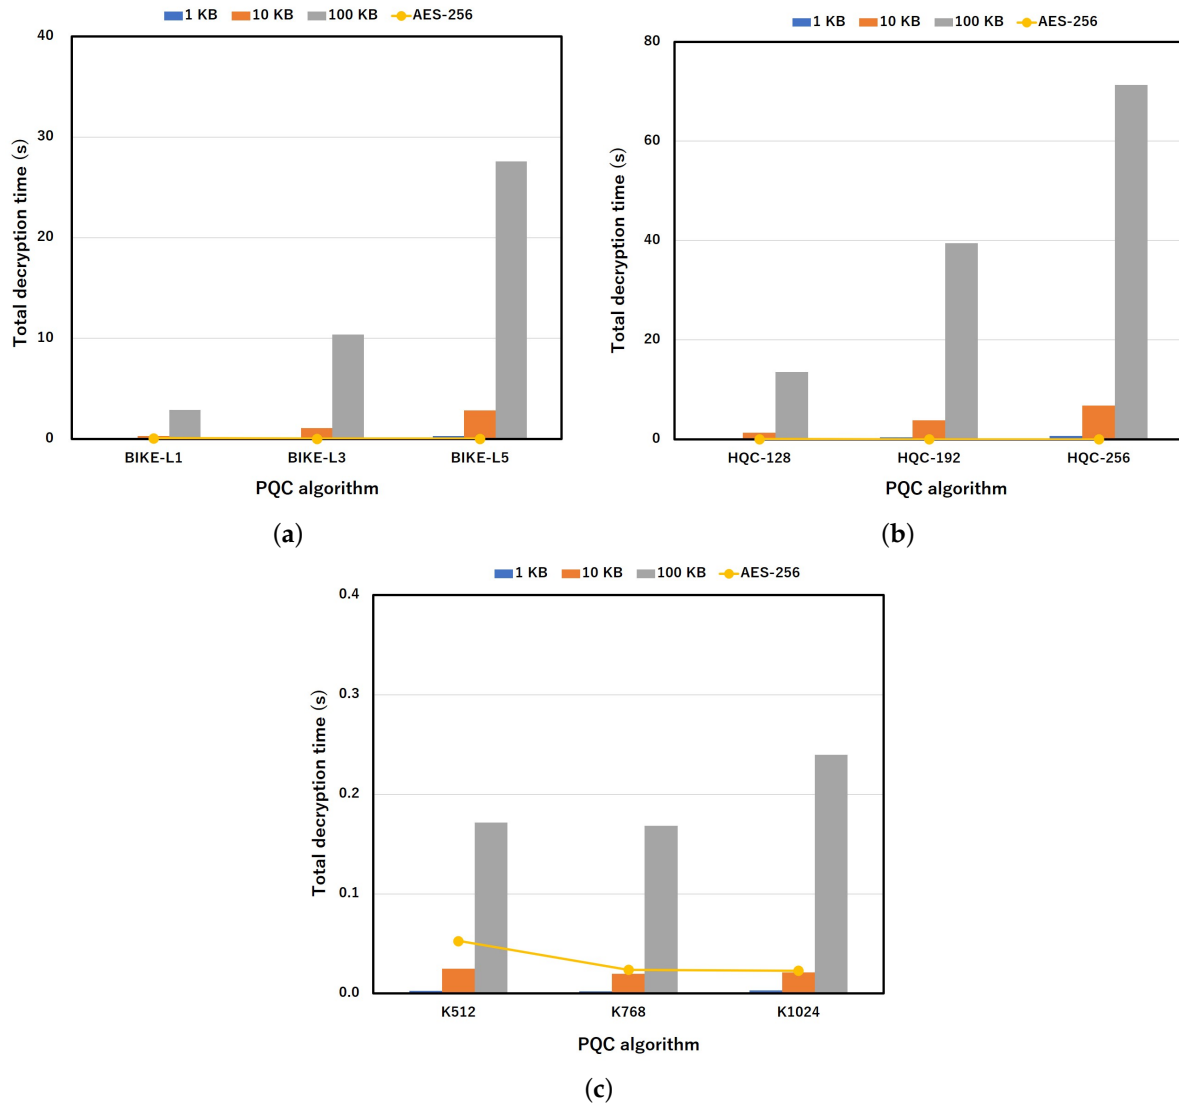 1 KB 10 KB 100 KB AES-256
40
30
20
10
0
Total decryption time (s)
BIKE-L1 BIKE-L3 BIKE-L5
PQC algorithm
(a)
1 KB 10 KB 100 KB AES-256
80
60
40
20
0
Total decryption time (s)
HQC-128 HQC-192 HQC-256
PQC algorithm
(b)
1 KB 10 KB 100 KB AES-256
0.4
0.3
0.2
0.1
0.0
Total decryption time (s)
K512 K768 K1024
PQC algorithm
(c)